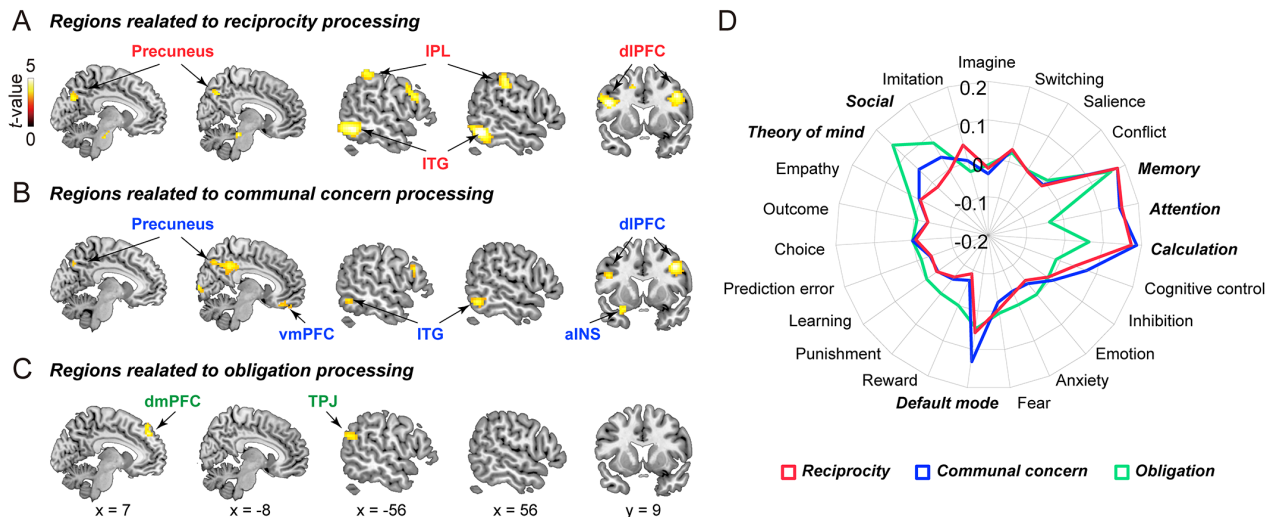 A Regions realated to reciprocity processing
Precuneus
IPL
dlPFC
5
t-value
0
ITG
B Regions realated to communal concern processing
Precuneus
dlPFC
vmPFC
ITG
aINS
C Regions realated to obligation processing
dmPFC
TPJ
x = 7
x = -8
x = -56
x = 56
y = 9
D
Imagine
Switching
Salience
Conflict
Memory
Attention
Calculation
Cognitive control
Inhibition
Emotion
Anxiety
Fear
Default mode
Reward
Punishment
Learning
Prediction error
Choice
Outcome
Empathy
Theory of mind
Social
Imitation
0.2
0.1
0
-0.1
-0.2
Reciprocity
Communal concern
Obligation